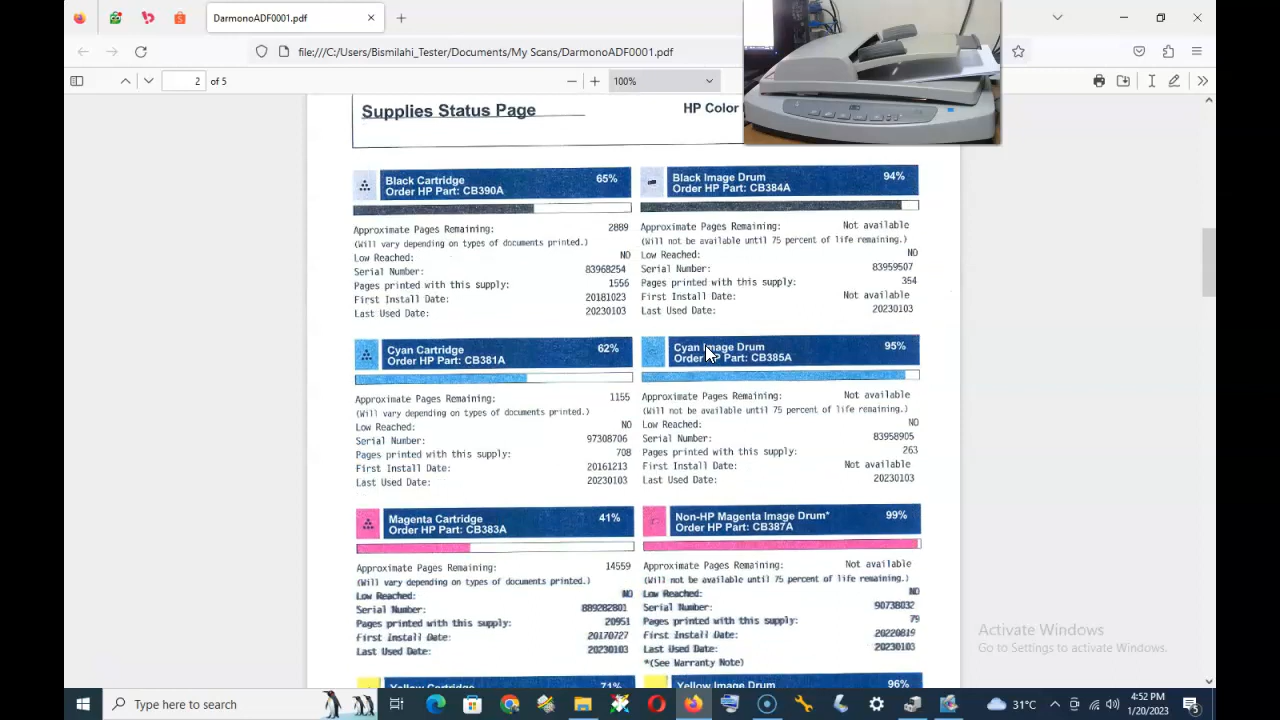 DarmonoADF0001.pdf
file:///C:/Users/Bismilahi_Tester/Documents/My Scans/DarmonoADF0001.pdf
2 of 5
100%
Supplies Status Page
HP Color
Black Cartridge 65%
Order HP Part: CB390A
Approximate Pages Remaining: 2889
(Will vary depending on types of documents printed.)
Low Reached: NO
Serial Number: 83968254
Pages printed with this supply: 1556
First Install Date: 20181023
Last Used Date: 20230103
Black Image Drum 94%
Order HP Part: CB384A
Approximate Pages Remaining: Not available
(Will not be available until 75 percent of life remaining.)
Low Reached: NO
Serial Number: 83959507
Pages printed with this supply: 354
First Install Date: Not available
Last Used Date: 20230103
Cyan Cartridge 62%
Order HP Part: CB381A
Approximate Pages Remaining: 1155
(Will vary depending on types of documents printed.)
Low Reached: NO
Serial Number: 97308706
Pages printed with this supply: 708
First Install Date: 20161213
Last Used Date: 20230103
Cyan Image Drum 95%
Order HP Part: CB385A
Approximate Pages Remaining: Not available
(Will not be available until 75 percent of life remaining.)
Low Reached: NO
Serial Number: 83958905
Pages printed with this supply: 263
First Install Date: Not available
Last Used Date: 20230103
Magenta Cartridge 41%
Order HP Part: CB383A
Approximate Pages Remaining: 14559
(Will vary depending on types of documents printed.)
Low Reached: NO
Serial Number: 889282801
Pages printed with this supply: 20951
First Install Date: 20170727
Last Used Date: 20230103
Non-HP Magenta Image Drum* 99%
Order HP Part: CB387A
Approximate Pages Remaining: Not available
(Will not be available until 75 percent of life remaining.)
Low Reached: NO
Serial Number: 90738032
Pages printed with this supply: 79
First Install Date: 20220819
Last Used Date: 20230103
*(See Warranty Note)
Yellow Cartridge 71%
Yellow Image Drum 96%
Activate Windows
Go to Settings to activate Windows.
Type here to search
31°C
4:52 PM
1/20/2023